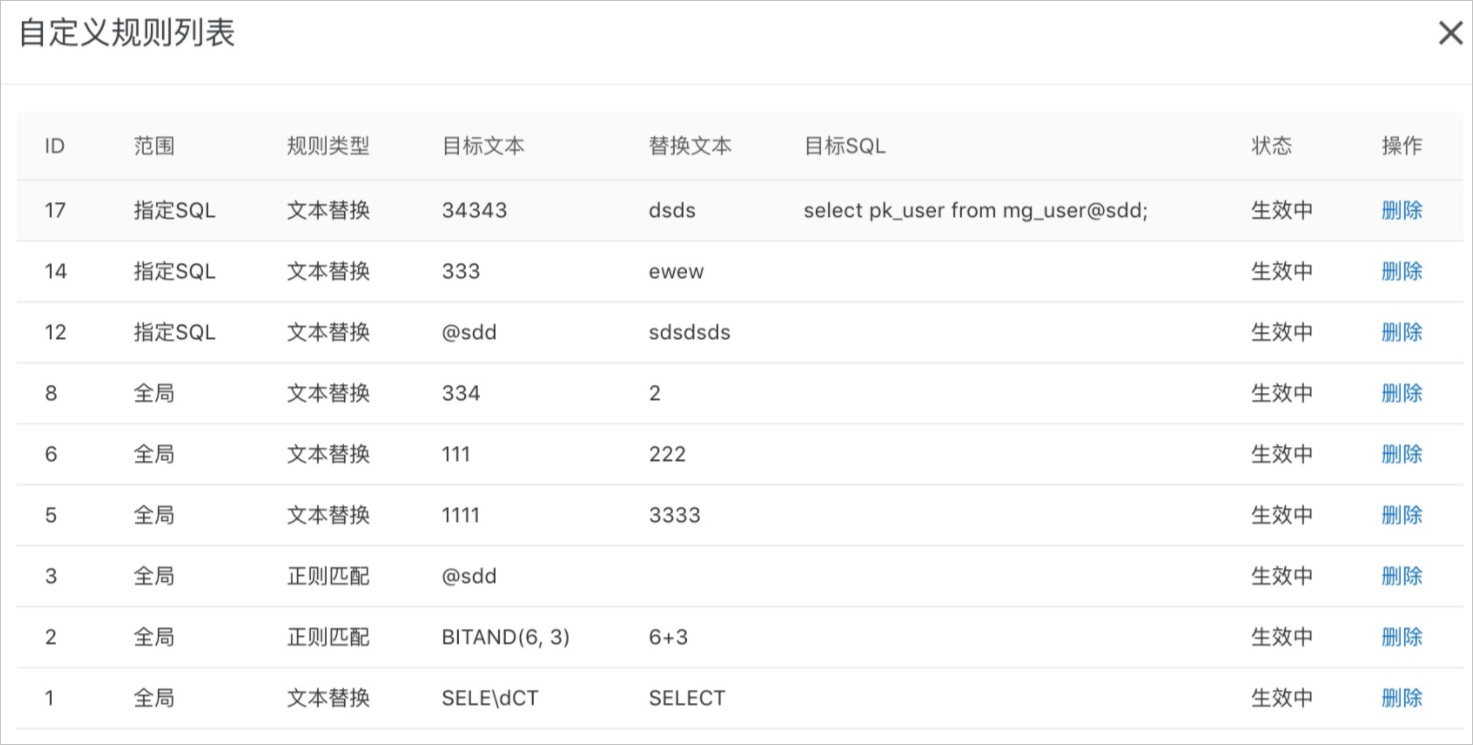 自定义规则列表
ID 范围 规则类型 目标文本 替换文本 目标SQL 状态 操作
17 指定SQL 文本替换 34343 dsds select pk_user from mg_user@sdd; 生效中 删除
14 指定SQL 文本替换 333 ewew 生效中 删除
12 指定SQL 文本替换 @sdd sdsdsds 生效中 删除
8 全局 文本替换 334 2 生效中 删除
6 全局 文本替换 111 222 生效中 删除
5 全局 文本替换 1111 3333 生效中 删除
3 全局 正则匹配 @sdd 生效中 删除
2 全局 正则匹配 BITAND(6, 3) 6+3 生效中 删除
1 全局 文本替换 SELE\dCT SELECT 生效中 删除